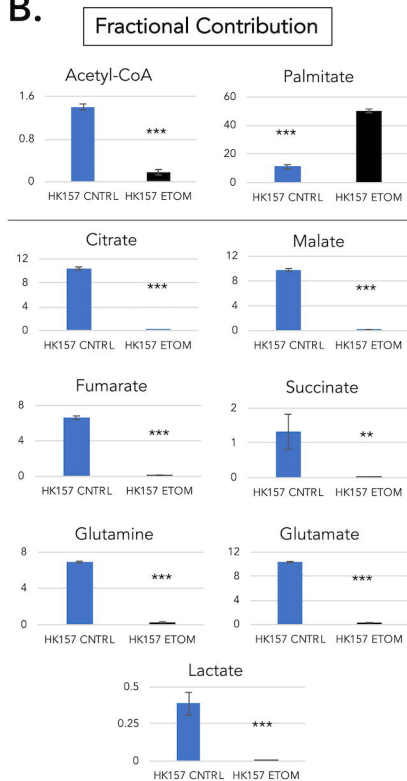 B.
Fractional Contribution
Acetyl-CoA
1.6
0.8
0
***
HK157 CNTRL HK157 ETOM
Palmitate
60
40
20
0
***
HK157 CNTRL HK157 ETOM
Citrate
12
8
4
0
***
HK157 CNTRL HK157 ETOM
Malate
12
8
4
0
***
HK157 CNTRL HK157 ETOM
Fumarate
8
4
0
***
HK157 CNTRL HK157 ETOM
Succinate
2
1
0
**
HK157 CNTRL HK157 ETOM
Glutamine
8
4
0
***
HK157 CNTRL HK157 ETOM
Glutamate
12
8
4
0
***
HK157 CNTRL HK157 ETOM
Lactate
0.5
0.25
0
***
HK157 CNTRL HK157 ETOM